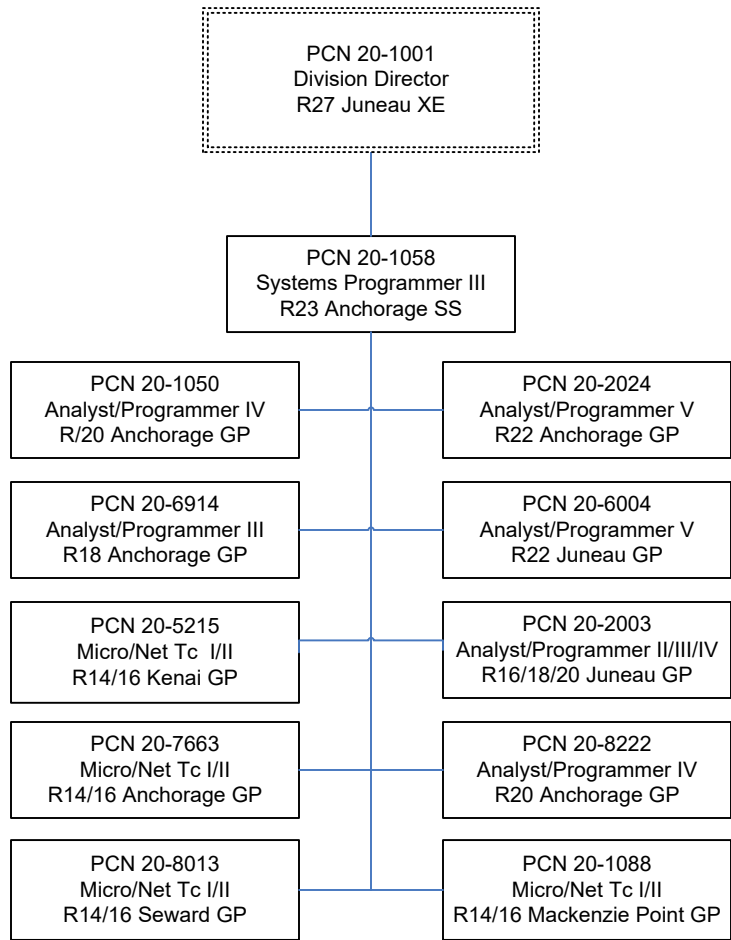 PCN 20-1001
Division Director
R27 Juneau XE
PCN 20-1058
Systems Programmer III
R23 Anchorage SS
PCN 20-1050
Analyst/Programmer IV
R/20 Anchorage GP
PCN 20-2024
Analyst/Programmer V
R22 Anchorage GP
PCN 20-6914
Analyst/Programmer III
R18 Anchorage GP
PCN 20-6004
Analyst/Programmer V
R22 Juneau GP
PCN 20-5215
Micro/Net Tc  I/II
R14/16 Kenai GP
PCN 20-2003
Analyst/Programmer II/III/IV
R16/18/20 Juneau GP
PCN 20-7663
Micro/Net Tc I/II
R14/16 Anchorage GP
PCN 20-8222
Analyst/Programmer IV
R20 Anchorage GP
PCN 20-8013
Micro/Net Tc I/II
R14/16 Seward GP
PCN 20-1088
Micro/Net Tc I/II
R14/16 Mackenzie Point GP